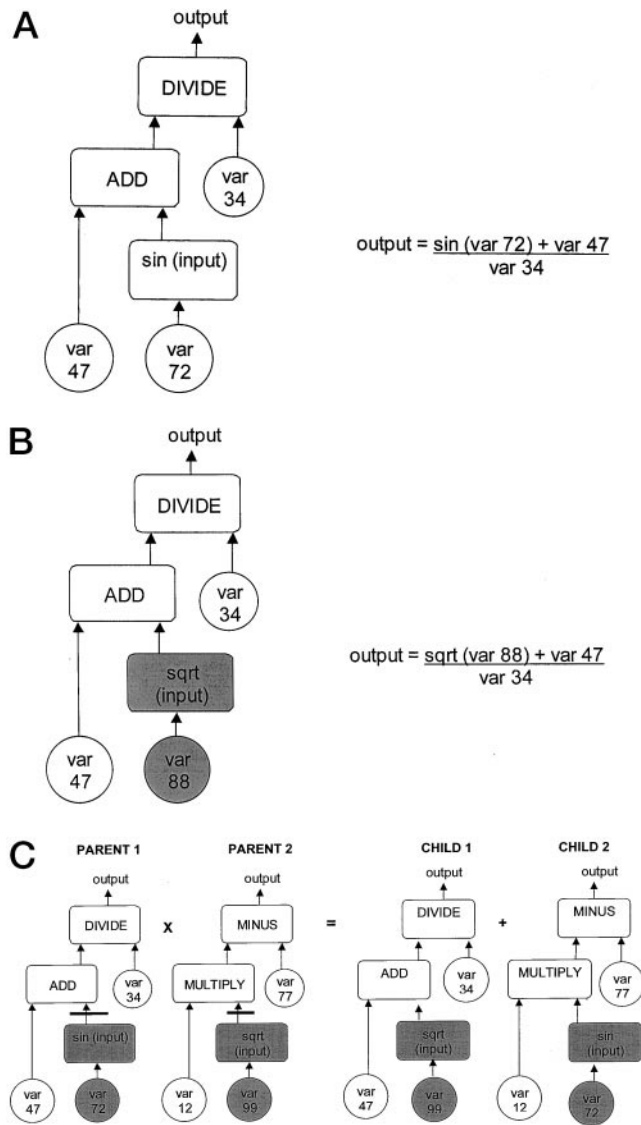 A
output
DIVIDE
ADD
var
34
sin (input)
var
47
var
72
output = sin (var 72) + var 47
var 34
B
output
DIVIDE
ADD
var
34
sqrt
(input)
var
47
var
88
output = sqrt (var 88) + var 47
var 34
C
PARENT 1 PARENT 2 CHILD 1 CHILD 2
output output output output
DIVIDE X MINUS = DIVIDE + MINUS
ADD
var
34
MULTIPLY
var
77
ADD
var
34
MULTIPLY
var
77
sin (input)
sqrt
(input)
sqrt
(input)
sin
(input)
var
47
var
72
var
12
var
99
var
47
var
99
var
12
var
72